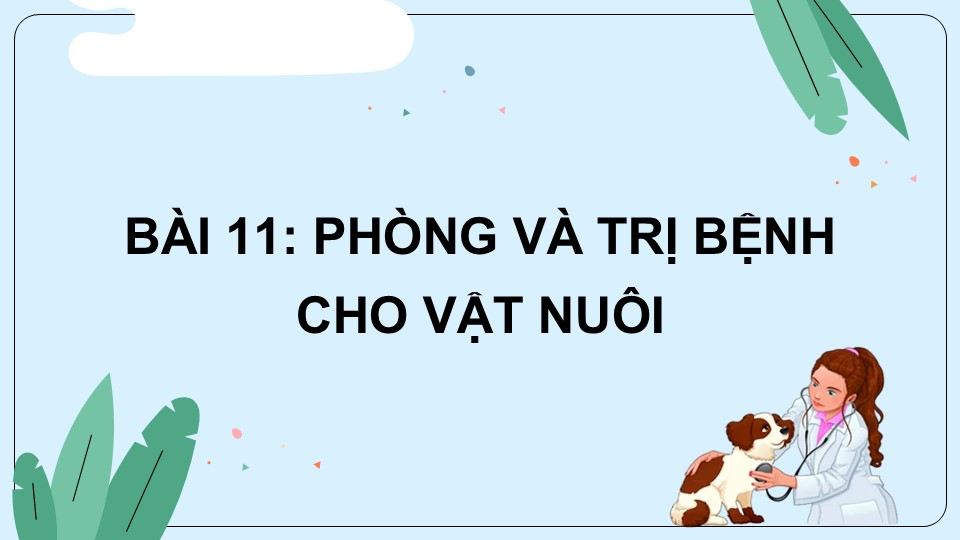 BÀI 11: PHÒNG VÀ TRỊ BỆNH
CHO VẬT NUÔI